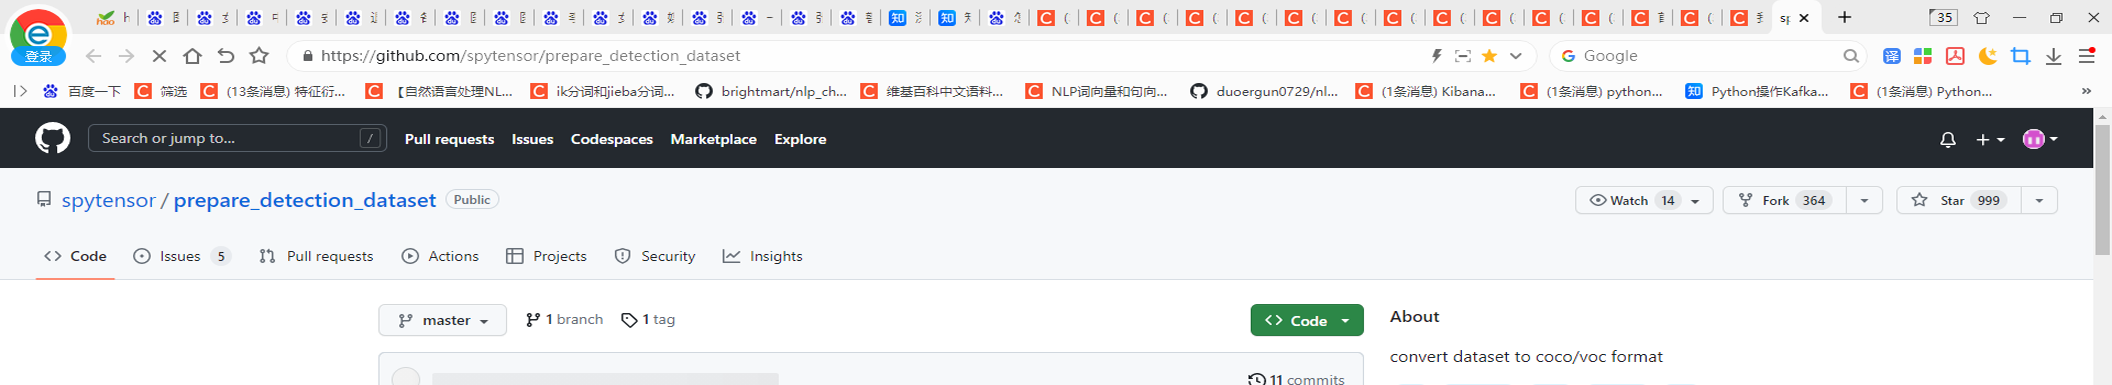 hoo
35
登录
https://github.com/spytensor/prepare_detection_dataset
Google
译
百度一下 筛选 (13条消息) 特征衍... 【自然语言处理NL... ik分词和jieba分词... brightmart/nlp_ch... 维基百科中文语料... NLP词向量和句向... duoergun0729/nl... (1条消息) Kibana... (1条消息) python... 知乎 Python操作Kafka... (1条消息) Python... »
Search or jump to... / Pull requests Issues Codespaces Marketplace Explore
spytensor / prepare_detection_dataset Public Watch 14 Fork 364 Star 999
Code Issues 5 Pull requests Actions Projects Security Insights
master 1 branch 1 tag Code About
convert dataset to coco/voc format
11 commits